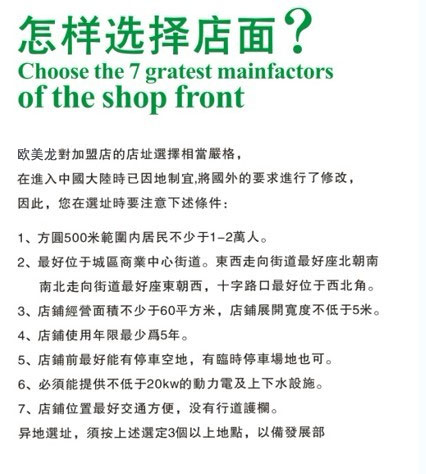 怎样选择店面?
Choose the 7 gratest mainfactors
of the shop front
欧美龙對加盟店的店址選擇相當嚴格,
在進入中國大陸時已因地制宜,將國外的要求進行了修改,
因此, 您在選址時要注意下述條件:
1、方圓500米範圍内居民不少于1-2萬人。
2、最好位于城區商業中心街道。東西走向街道最好座北朝南
南北走向街道最好座東朝西, 十字路口最好位于西北角。
3、店鋪經營面積不少于60平方米, 店鋪展開寬度不低于5米。
4、店鋪使用年限最少爲5年。
5、店鋪前最好能有停車空地, 有臨時停車場地也可。
6、必須能提供不低于20kw的動力電及上下水設施。
7、店鋪位置最好交通方便, 没有行道護欄。
异地選址, 須按上述選定3個以上地點, 以備發展部